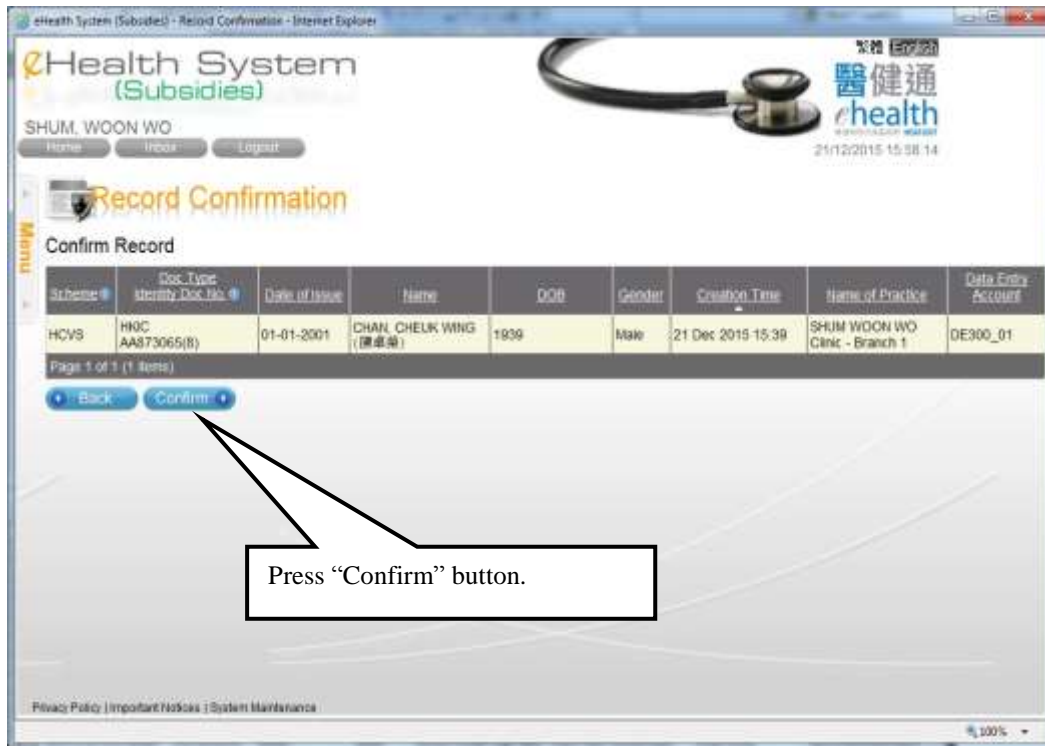 eHealth System (Subsidies) - Record Confirmation - Internet Explorer
eHealth System
(Subsidies)
繁體 English
醫健通
ehealth
SHUM, WOON WO
Home Inbox Logout
21/12/2015 15:58:14
Record Confirmation
Menu
Confirm Record
Scheme Doc Type Identity Doc No. Date of Issue Name DOB Gender Creation Time Name of Practice Data Entry Account
HCVS HKIC 01-01-2001 CHAN, CHEUK WING 1939 Male 21 Dec 2015 15:39 SHUM WOON WO DE300_01
AA873065(8) (陳卓榮) Clinic - Branch 1
Page 1 of 1 (1 items)
Back Confirm
Press “Confirm” button.
Privacy Policy | Important Notices | System Maintenance
100%